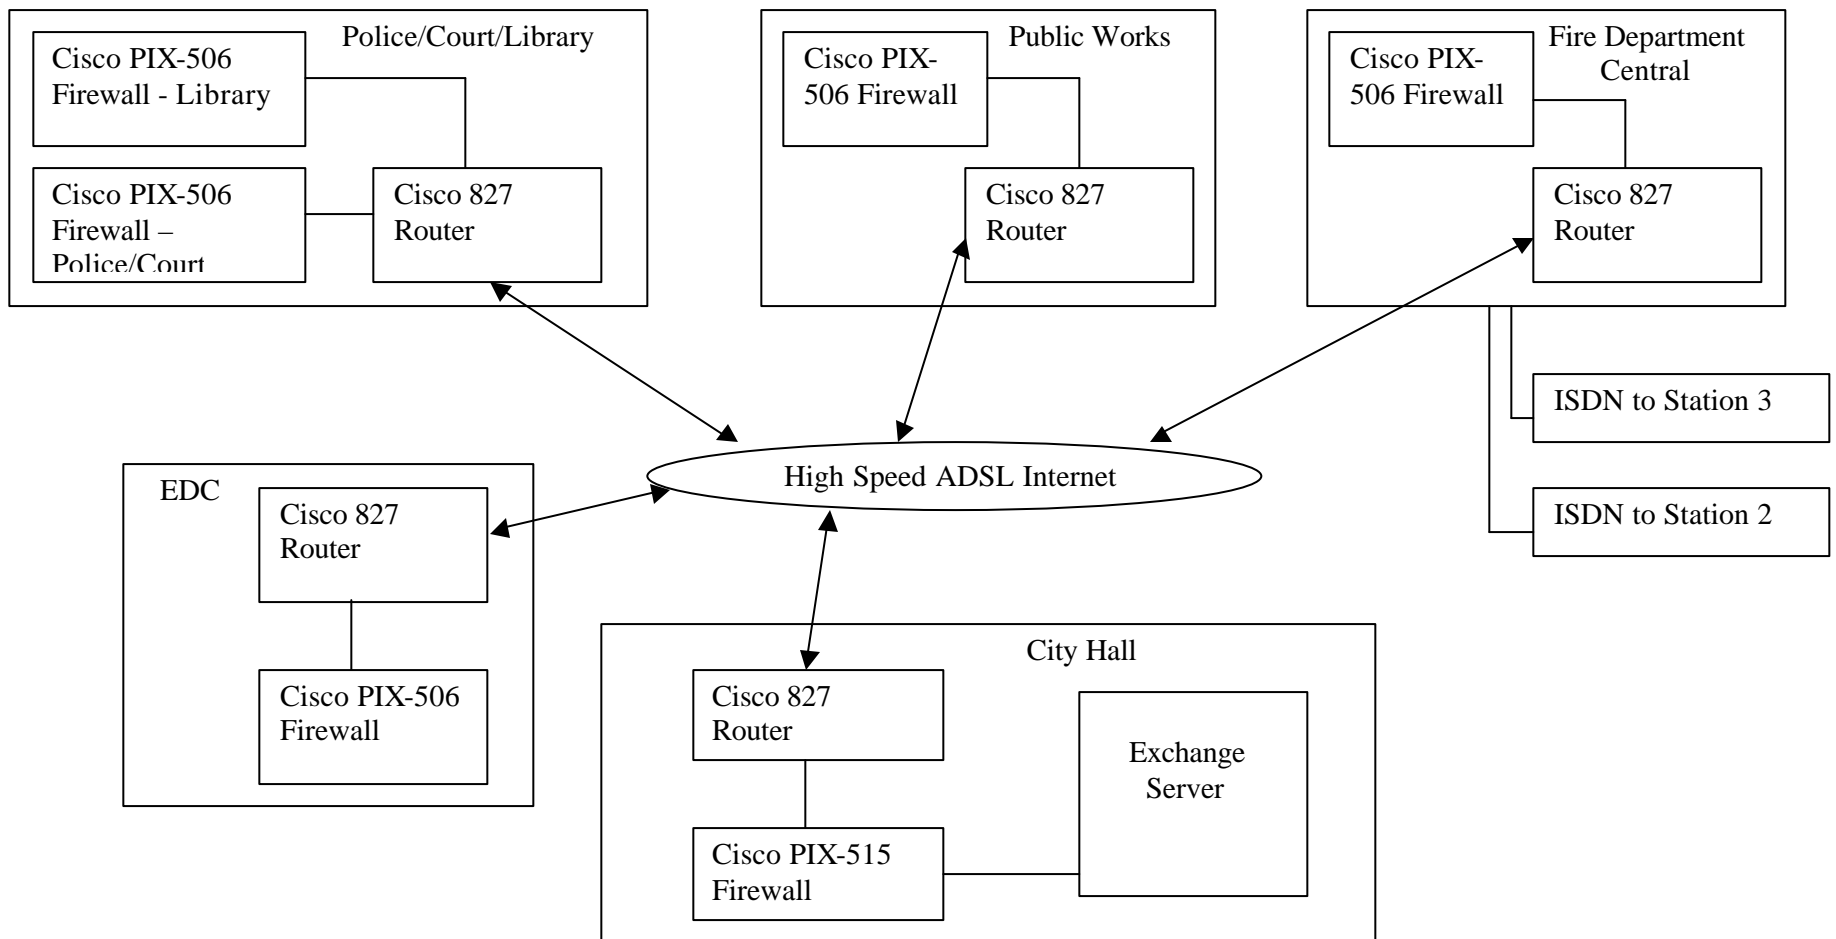 Police/Court/Library
Cisco PIX-506
Firewall - Library
Cisco PIX-506
Firewall –
Police/Court
Cisco 827
Router
Public Works
Cisco PIX-
506 Firewall
Cisco 827
Router
Fire Department
Central
Cisco PIX-
506 Firewall
Cisco 827
Router
ISDN to Station 3
ISDN to Station 2
High Speed ADSL Internet
EDC
Cisco 827
Router
Cisco PIX-506
Firewall
City Hall
Cisco 827
Router
Exchange
Server
Cisco PIX-515
Firewall